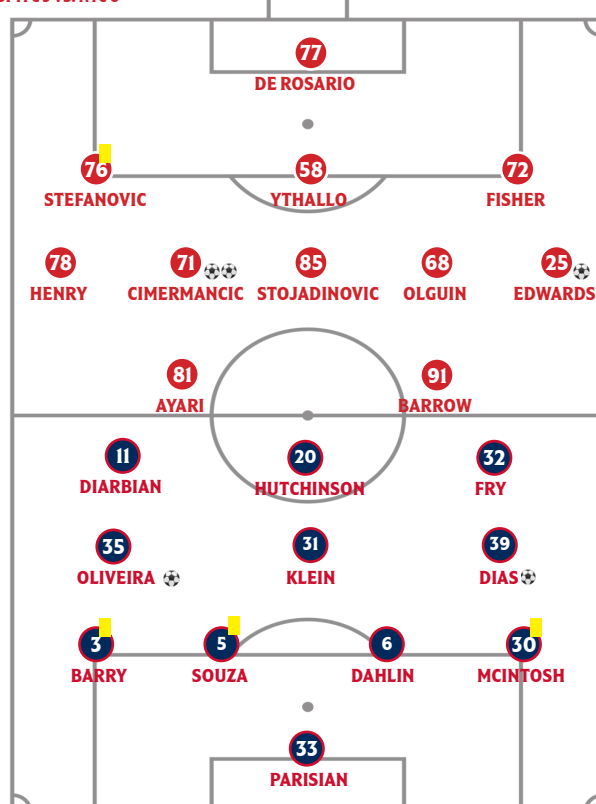 77
DE ROSARIO
76 58 72
STEFANOVIC YTHALLO FISHER
78 71 85 68 25
HENRY CIMERMANCIC STOJADINOVIC OLGUIN EDWARDS
81 91
AYARI BARROW
11 20 32
DIARBIAN HUTCHINSON FRY
35 31 39
OLIVEIRA KLEIN DIAS
3 5 6 30
BARRY SOUZA DAHLIN MCINTOSH
33
PARISIAN